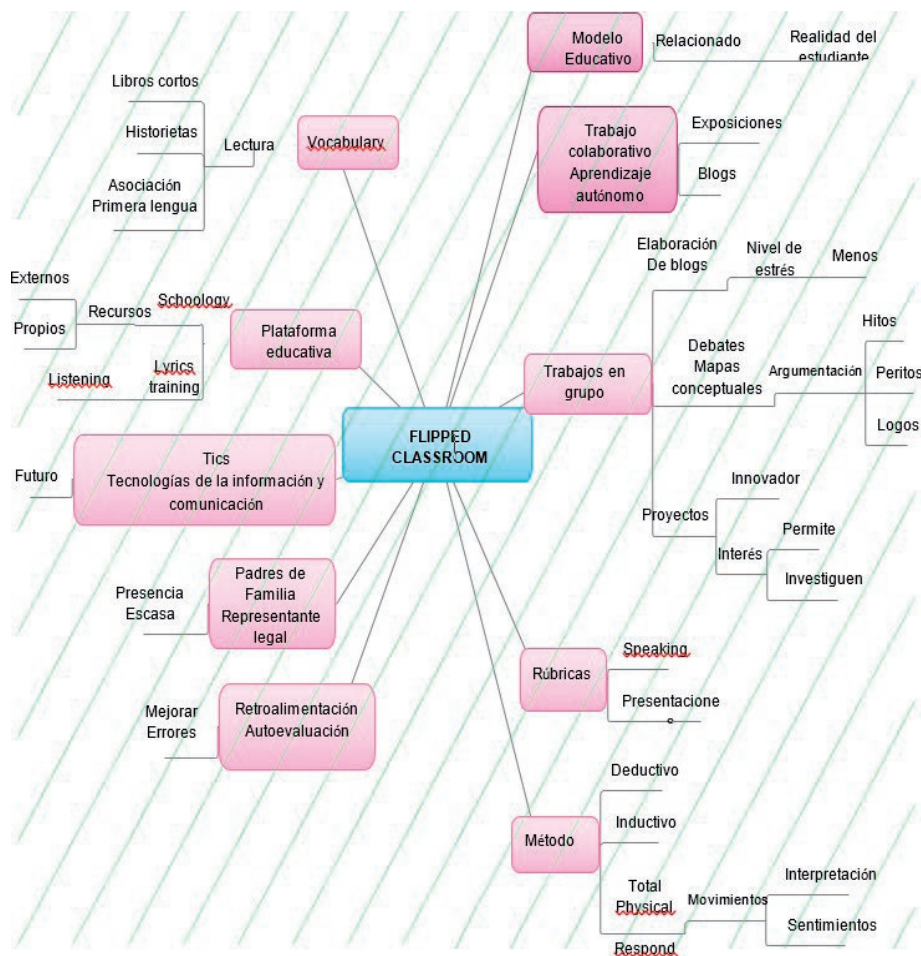 FLIPPED
CLASSROOM
Modelo
Educativo
Relacionado
Realidad del
estudiante
Trabajo
colaborativo
Aprendizaje
autónomo
Exposiciones
Blogs
Trabajos en
grupo
Elaboración
De blogs
Nivel de
estrés
Menos
Debates
Mapas
conceptuales
Argumentación
Hitos
Peritos
Logos
Proyectos
Innovador
Interés
Permite
Investiguen
Rúbricas
Speaking
Presentacione
Método
Deductivo
Inductivo
Total
Physical
Respond
Movimientos
Interpretación
Sentimientos
Vocabulary
Lectura
Libros cortos
Historietas
Asociación
Primera lengua
Plataforma
educativa
Schoology
Recursos
Externos
Propios
Lyrics
training
Listening
Tics
Tecnologías de la información y
comunicación
Futuro
Padres de
Familia
Representante
legal
Presencia
Escasa
Retroalimentación
Autoevaluación
Mejorar
Errores